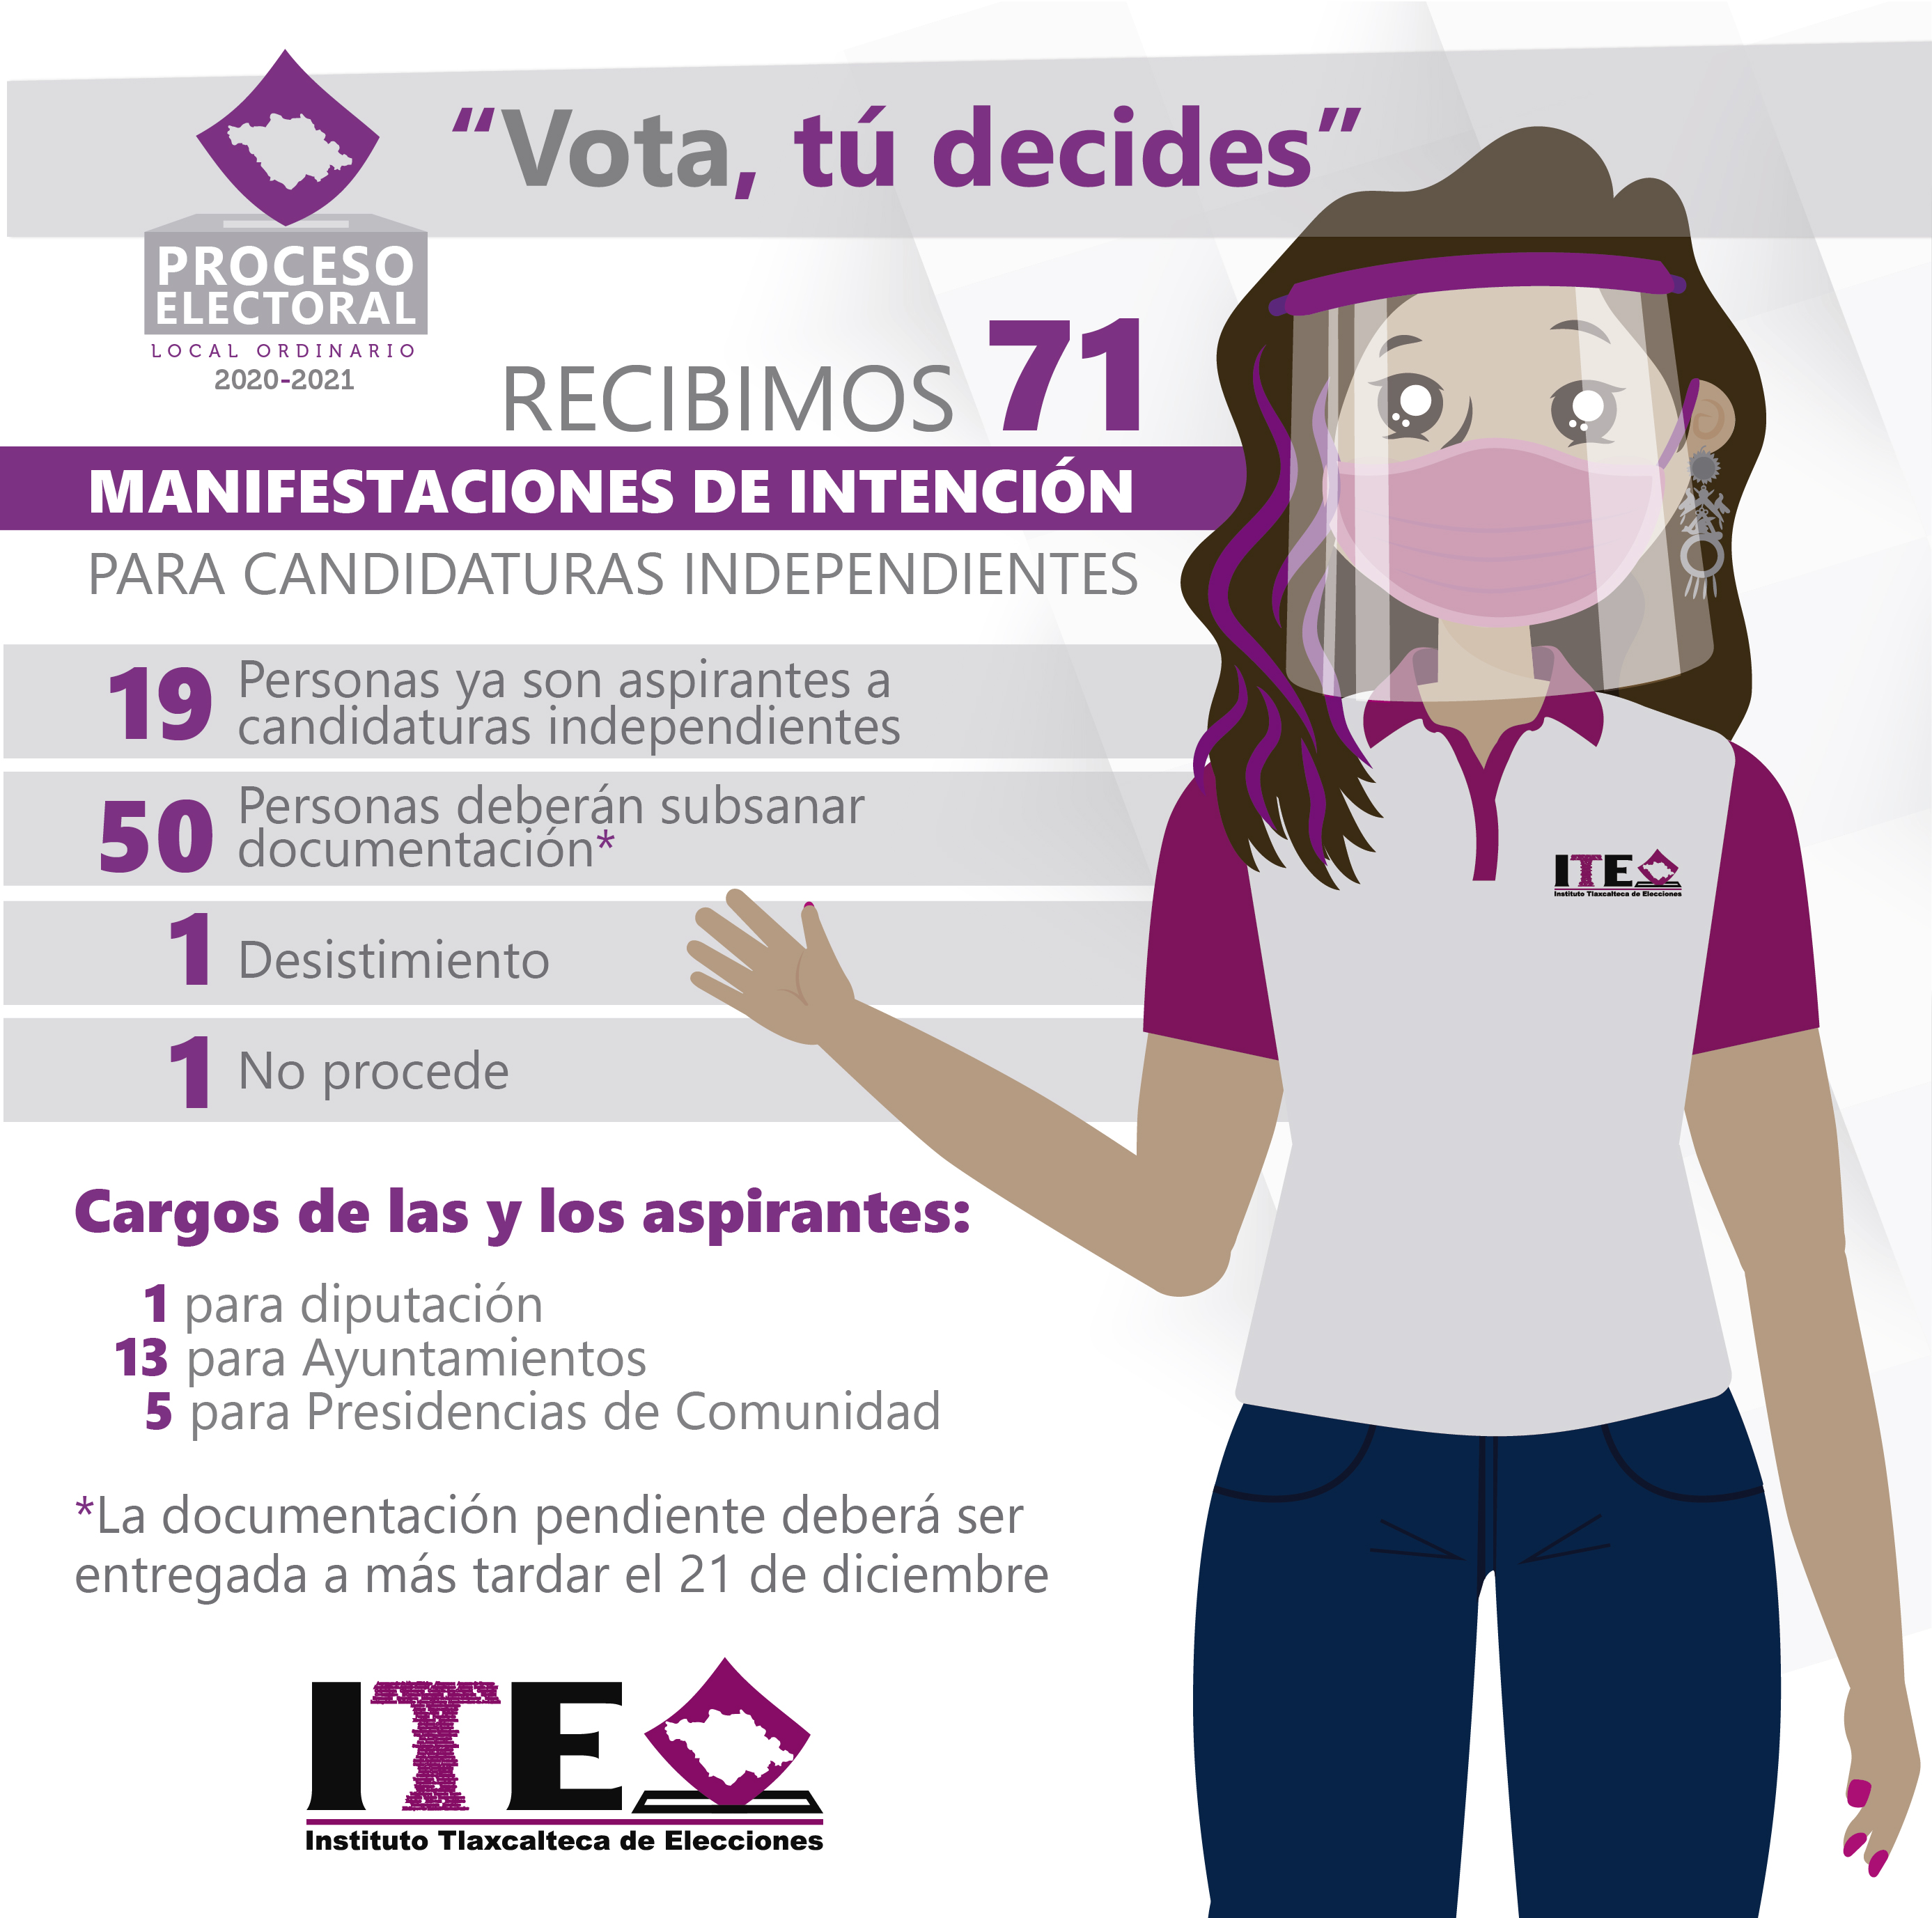 “Vota, tú decides”
PROCESO
ELECTORAL
LOCAL ORDINARIO
2020-2021
RECIBIMOS 71
MANIFESTACIONES DE INTENCIÓN
PARA CANDIDATURAS INDEPENDIENTES
19 Personas ya son aspirantes a
candidaturas independientes
50 Personas deberán subsanar
documentación*
1 Desistimiento
1 No procede
ITE
Instituto Tlaxcalteca de Elecciones
Cargos de las y los aspirantes:
1 para diputación
13 para Ayuntamientos
5 para Presidencias de Comunidad
*La documentación pendiente deberá ser
entregada a más tardar el 21 de diciembre
ITE
Instituto Tlaxcalteca de Elecciones